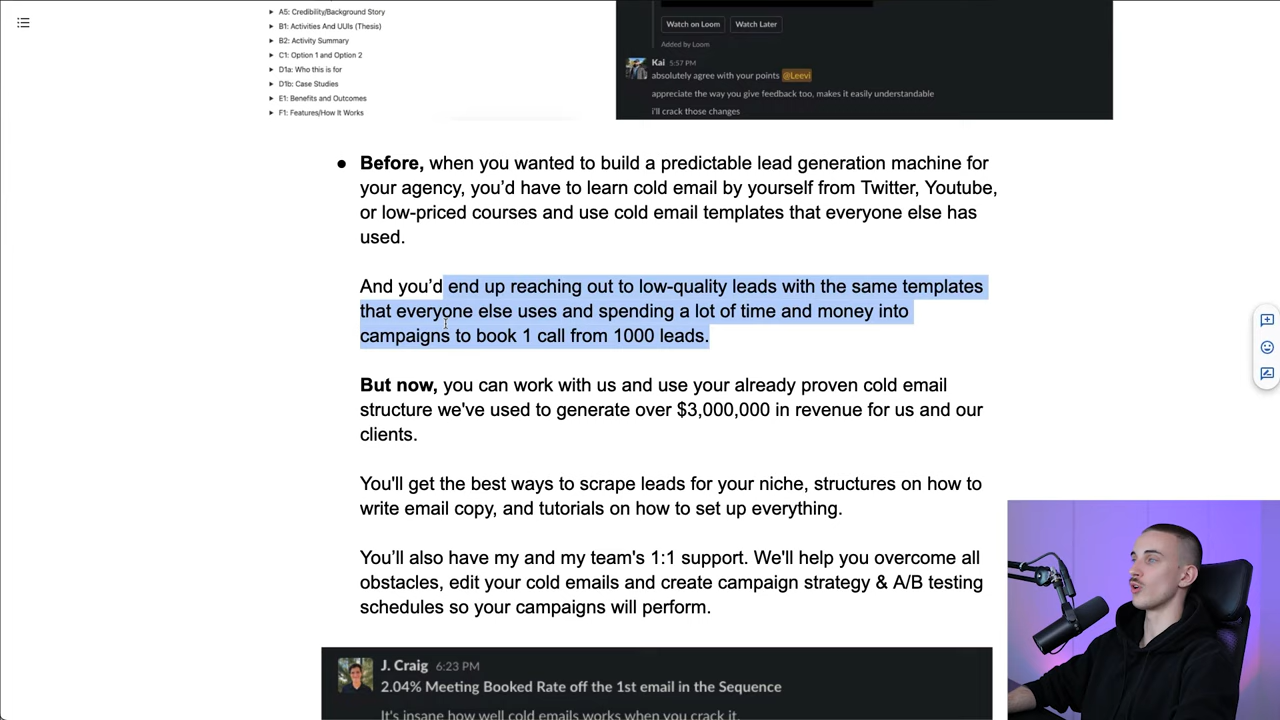 A5: Credibility/Background Story
B1: Activities And UUIs (Thesis)
B2: Activity Summary
C1: Option 1 and Option 2
D1a: Who this is for
D1b: Case Studies
E1: Benefits and Outcomes
F1: Features/How It Works
Watch on Loom Watch Later
Added by Loom
Kai 5:57 PM
absolutely agree with your points @Leevi
appreciate the way you give feedback too, makes it easily understandable
i'll crack those changes
● Before, when you wanted to build a predictable lead generation machine for
your agency, you’d have to learn cold email by yourself from Twitter, Youtube,
or low-priced courses and use cold email templates that everyone else has
used.
And you’d end up reaching out to low-quality leads with the same templates
that everyone else uses and spending a lot of time and money into
campaigns to book 1 call from 1000 leads.
But now, you can work with us and use your already proven cold email
structure we've used to generate over $3,000,000 in revenue for us and our
clients.
You'll get the best ways to scrape leads for your niche, structures on how to
write email copy, and tutorials on how to set up everything.
You’ll also have my and my team's 1:1 support. We'll help you overcome all
obstacles, edit your cold emails and create campaign strategy & A/B testing
schedules so your campaigns will perform.
J. Craig 6:23 PM
2.04% Meeting Booked Rate off the 1st email in the Sequence
It's insane how well cold emails works when you crack it.